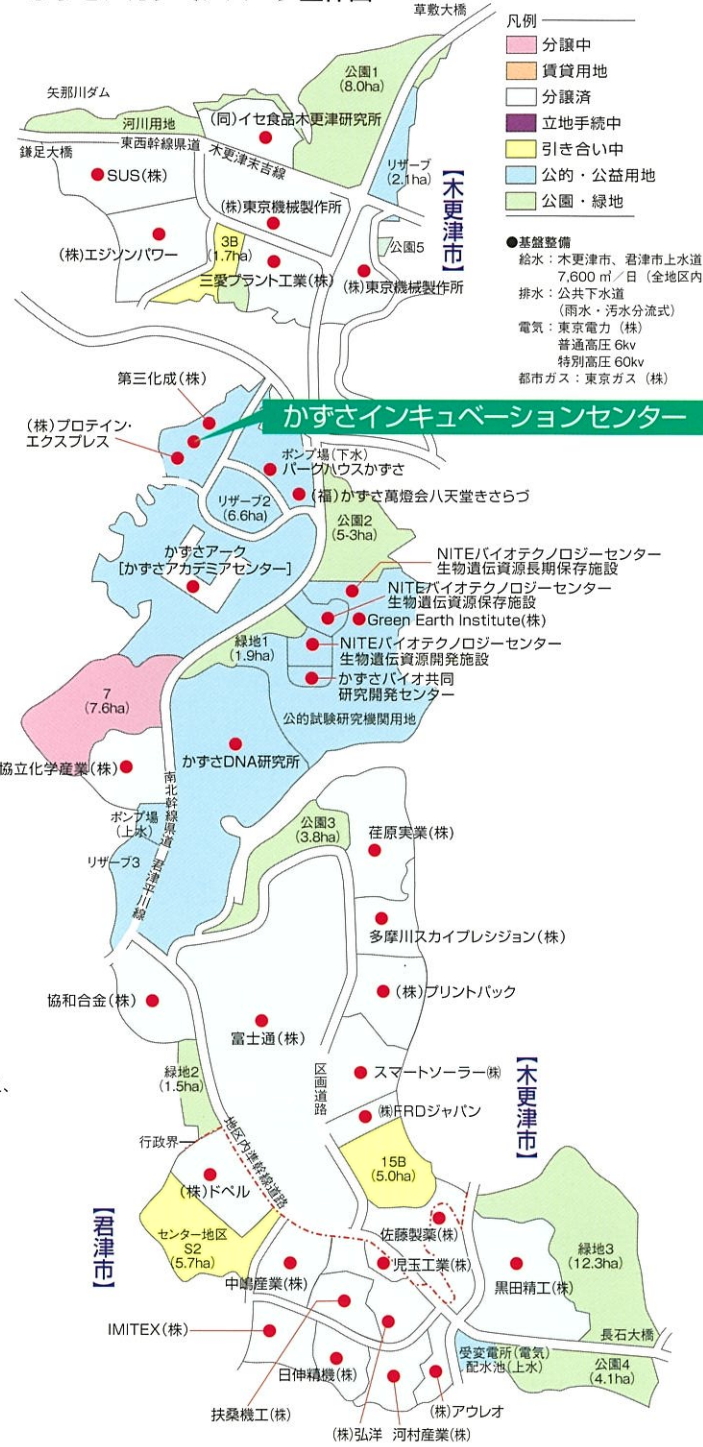 草敷大橋
凡例
分譲中
賃貸用地
分譲済
立地手続中
引き合い中
公的・公益用地
公園・緑地
●基盤整備
給水：木更津市、君津市上水道
7,600 ㎥／日（全地区内
排水：公共下水道
（雨水・汚水分流式）
電気：東京電力（株）
普通高圧 6kv
特別高圧 60kv
都市ガス：東京ガス（株）
公園1
(8.0ha)
矢那川ダム
河川用地
(同)イセ食品木更津研究所
鎌足大橋
東西幹線県道
木更津末吉線
リザーブ
(2.1ha)
【木更津市】
SUS(株)
(株)東京機械製作所
(株)エジソンパワー
3B
(1.7ha)
三愛プラント工業(株)
公園5
(株)東京機械製作所
第三化成(株)
(株)プロテイン・
エクスプレス
かずさインキュベーションセンター
ポンプ場(下水)
パークハウスかずさ
リザーブ2
(6.6ha)
(福)かずさ萬燈会八天堂きさらづ
公園2
(5-3ha)
かずさアーク
[かずさアカデミアセンター]
NITEバイオテクノロジーセンター
生物遺伝資源長期保存施設
NITEバイオテクノロジーセンター
生物遺伝資源保存施設
Green Earth Institute(株)
緑地1
(1.9ha)
NITEバイオテクノロジーセンター
生物遺伝資源開発施設
かずさバイオ共同
研究開発センター
7
(7.6ha)
公的試験研究機関用地
協立化学産業(株)
かずさDNA研究所
南北幹線県道
君津平川線
ポンプ場
(上水)
リザーブ3
公園3
(3.8ha)
荏原実業(株)
多摩川スカイプレシジョン(株)
(株)プリントパック
協和合金(株)
富士通(株)
区画道路
スマートソーラー㈱
㈱FRDジャパン
【木更津市】
緑地2
(1.5ha)
、
行政界
地区内準幹線道路
15B
(5.0ha)
(株)ドペル
【君津市】
センター地区
S2
(5.7ha)
佐藤製薬(株)
緑地3
(12.3ha)
中嶋産業(株)
児玉工業(株)
黒田精工(株)
IMITEX(株)
長石大橋
受変電所(電気)
配水池(上水)
公園4
(4.1ha)
日伸精機(株)
扶桑機工(株)
(株)アウレオ
(株)弘洋
河村産業(株)